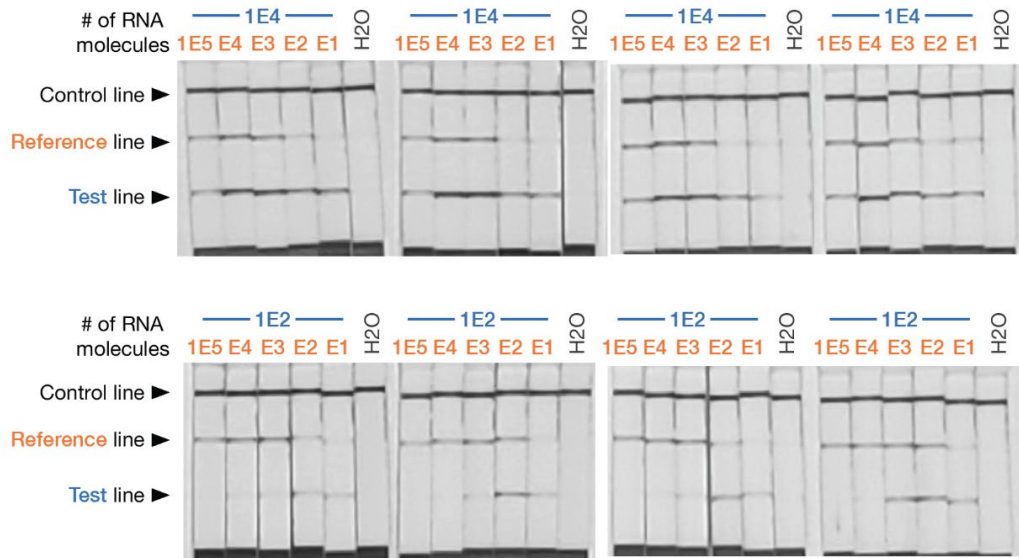 # of RNA molecules
1E4 1E4 1E4 1E4
1E5 E4 E3 E2 E1 H2O 1E5 E4 E3 E2 E1 H2O 1E5 E4 E3 E2 E1 H2O 1E5 E4 E3 E2 E1 H2O
Control line ►
Reference line ►
Test line ►
# of RNA molecules
1E2 1E2 1E2 1E2
1E5 E4 E3 E2 E1 H2O 1E5 E4 E3 E2 E1 H2O 1E5 E4 E3 E2 E1 H2O 1E5 E4 E3 E2 E1 H2O
Control line ►
Reference line ►
Test line ►